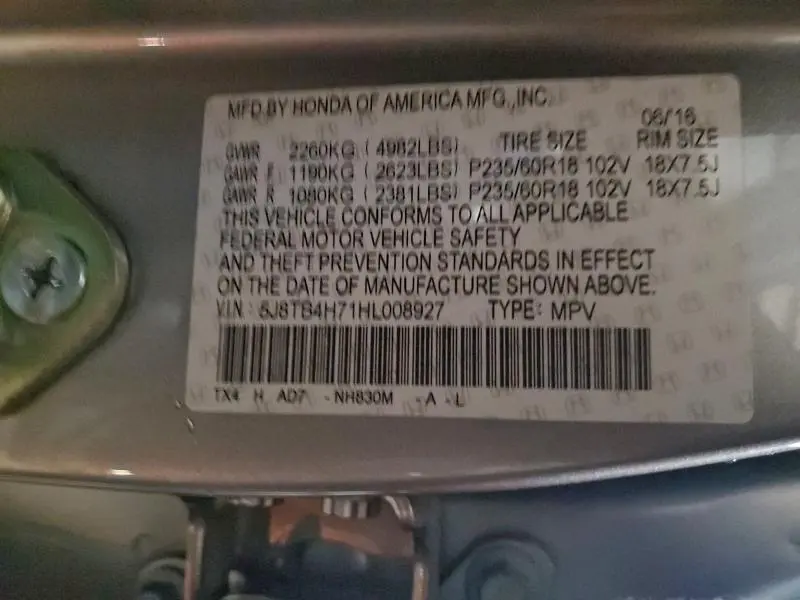 MFD.BY HONDA OF AMERICA MFG.,INC.
06/16
GVWR 2260KG ( 4982LBS) TIRE SIZE RIM SIZE
GAWR F 1190KG ( 2623LBS) P235/60R18 102V 18X7.5J
GAWR R 1080KG ( 2381LBS) P235/60R18 102V 18X7.5J
THIS VEHICLE CONFORMS TO ALL APPLICABLE
FEDERAL MOTOR VEHICLE SAFETY
AND THEFT PREVENTION STANDARDS IN EFFECT
ON THE DATE OF MANUFACTURE SHOWN ABOVE.
V.I.N : 5J8TB4H71HL008927 TYPE: MPV
TX4 H AD7 - NH830M - A - L